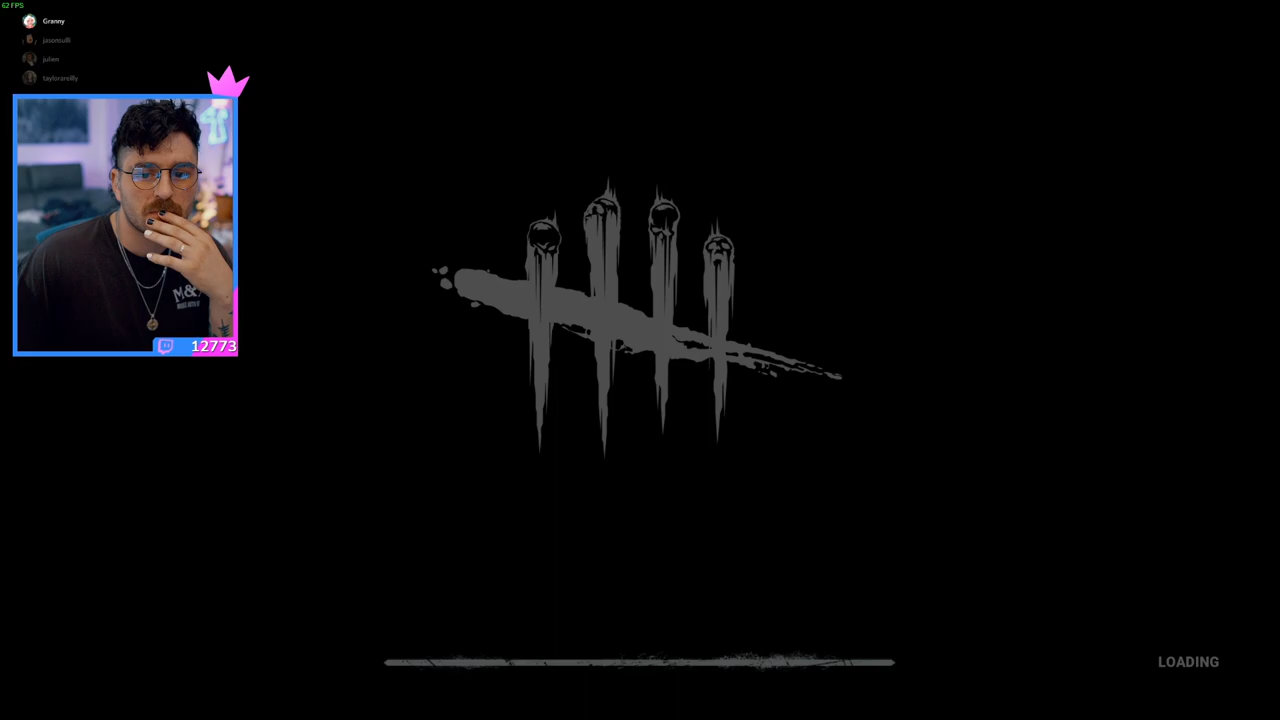 62 FPS
Granny
jasonsulli
julien
taylorareilly
M&
12773
LOADING